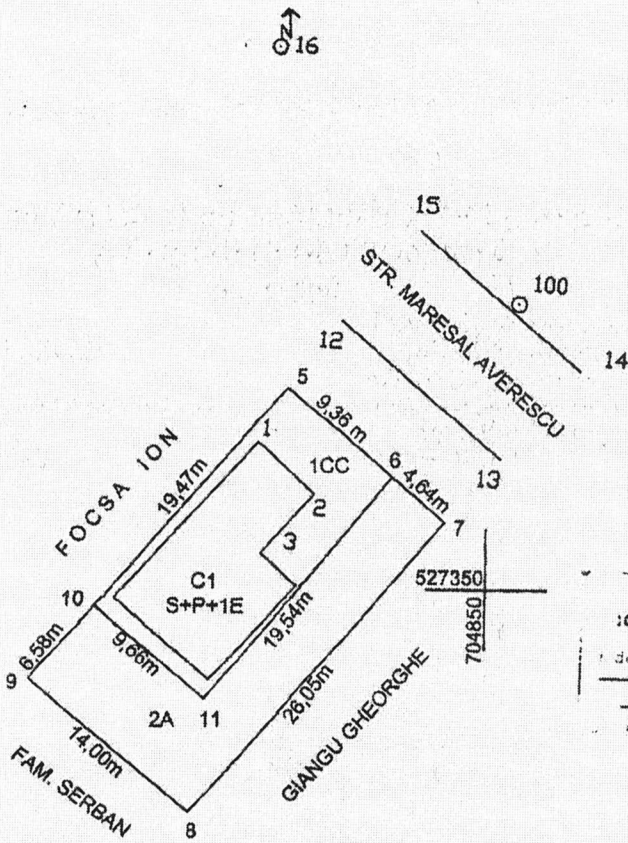 N
16
15
STR. MARESAL AVERESCU
100
12
14
5
9,36 m
13
1
1CC
6
4,64m
FOCSA ION
19,47m
2
7
3
C1
S+P+1E
527350
704850
10
19,54m
6,58m
9,66m
9
26,05m
2A
11
14,00m
GIANGU GHEORGHE
FAM. SERBAN
8